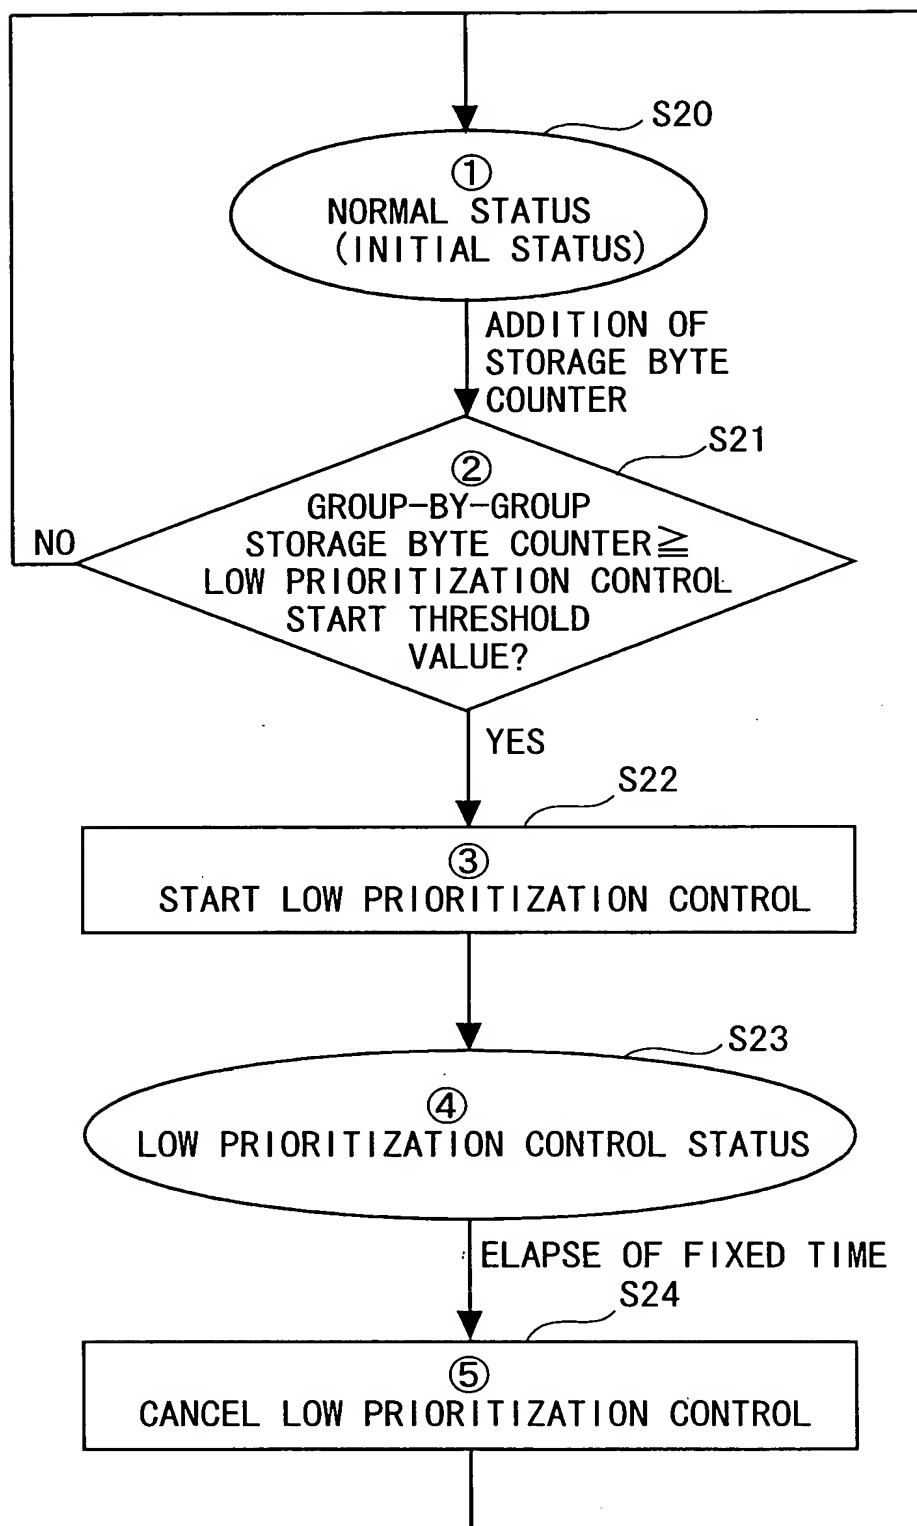 S20
①
NORMAL STATUS
(INITIAL STATUS)
ADDITION OF
STORAGE BYTE
COUNTER
S21
②
GROUP-BY-GROUP
STORAGE BYTE COUNTER≧
LOW PRIORITIZATION CONTROL
START THRESHOLD
VALUE?
NO
YES
S22
③
START LOW PRIORITIZATION CONTROL
S23
④
LOW PRIORITIZATION CONTROL STATUS
ELAPSE OF FIXED TIME
S24
⑤
CANCEL LOW PRIORITIZATION CONTROL